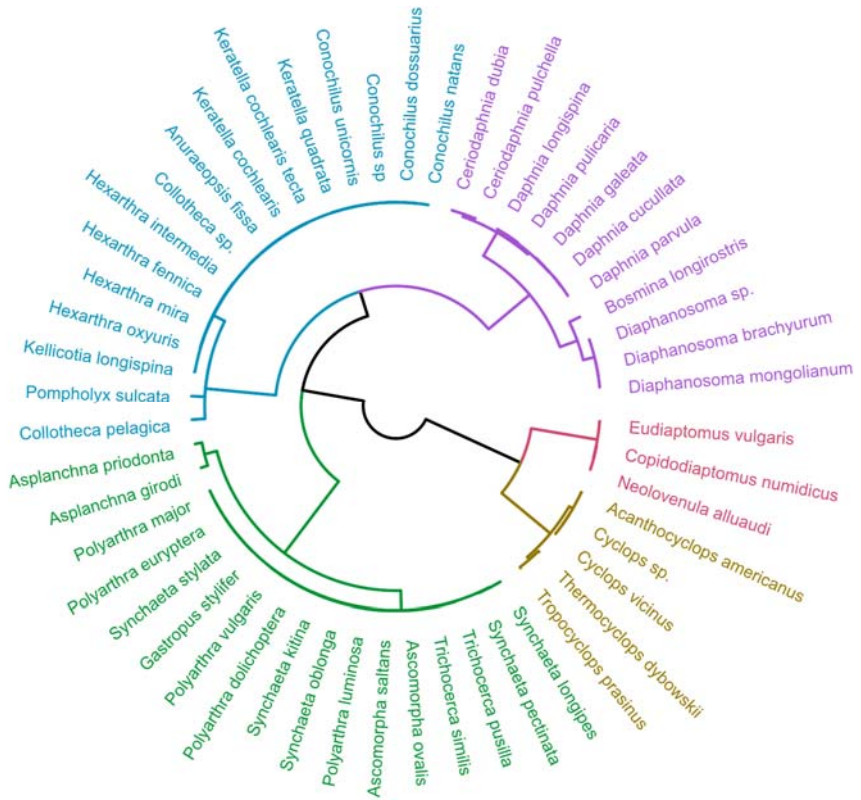 Conochilus natans
Ceriodaphnia dubia
Ceriodaphnia pulchella
Daphnia longispina
Daphnia pulicaria
Daphnia galeata
Daphnia cucullata
Daphnia parvula
Bosmina longirostris
Diaphanosoma sp.
Diaphanosoma brachyurum
Diaphanosoma mongolianum
Eudiaptomus vulgaris
Copidodiaptomus numidicus
Neolovenula alluaudi
Acanthocyclops americanus
Cyclops sp.
Cyclops vicinus
Thermocyclops dybowskii
Tropocyclops prasinus
Synchaeta longipes
Synchaeta pectinata
Trichocerca pusilla
Trichocerca similis
Ascomorpha ovalis
Ascomorpha saltans
Polyarthra luminosa
Synchaeta oblonga
Synchaeta kitina
Polyarthra dolichoptera
Polyarthra vulgaris
Gastropus stylifer
Synchaeta stylata
Polyarthra euryptera
Polyarthra major
Asplanchna girodi
Asplanchna priodonta
Collotheca pelagica
Pompholyx sulcata
Kellicotia longispina
Hexarthra oxyuris
Hexarthra mira
Hexarthra fennica
Hexarthra intermedia
Collotheca sp.
Anuraeopsis fissa
Keratella cochlearis
Keratella cochlearis tecta
Keratella quadrata
Conochilus unicornis
Conochilus sp
Conochilus dossuarius